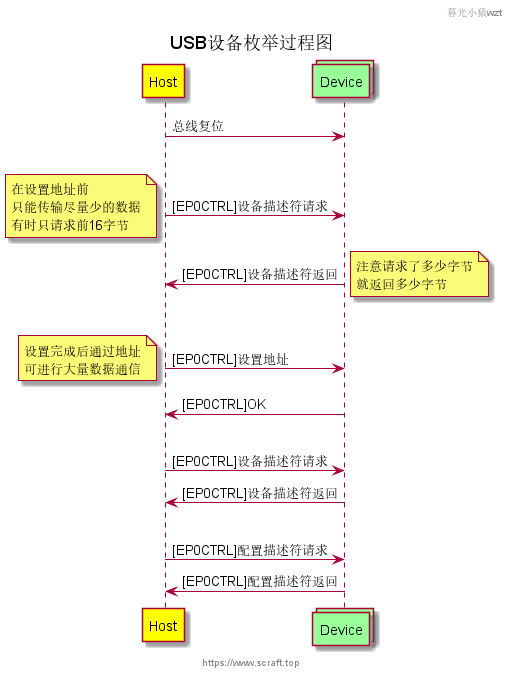 暮光小猿wzt
USB设备枚举过程图
Host
Device
总线复位
在设置地址前
只能传输尽量少的数据
有时只请求前16字节
[EP0CTRL]设备描述符请求
[EP0CTRL]设备描述符返回
注意请求了多少字节
就返回多少字节
设置完成后通过地址
可进行大量数据通信
[EP0CTRL]设置地址
[EP0CTRL]OK
[EP0CTRL]设备描述符请求
[EP0CTRL]设备描述符返回
[EP0CTRL]配置描述符请求
[EP0CTRL]配置描述符返回
Host
Device
https://www.scraft.top